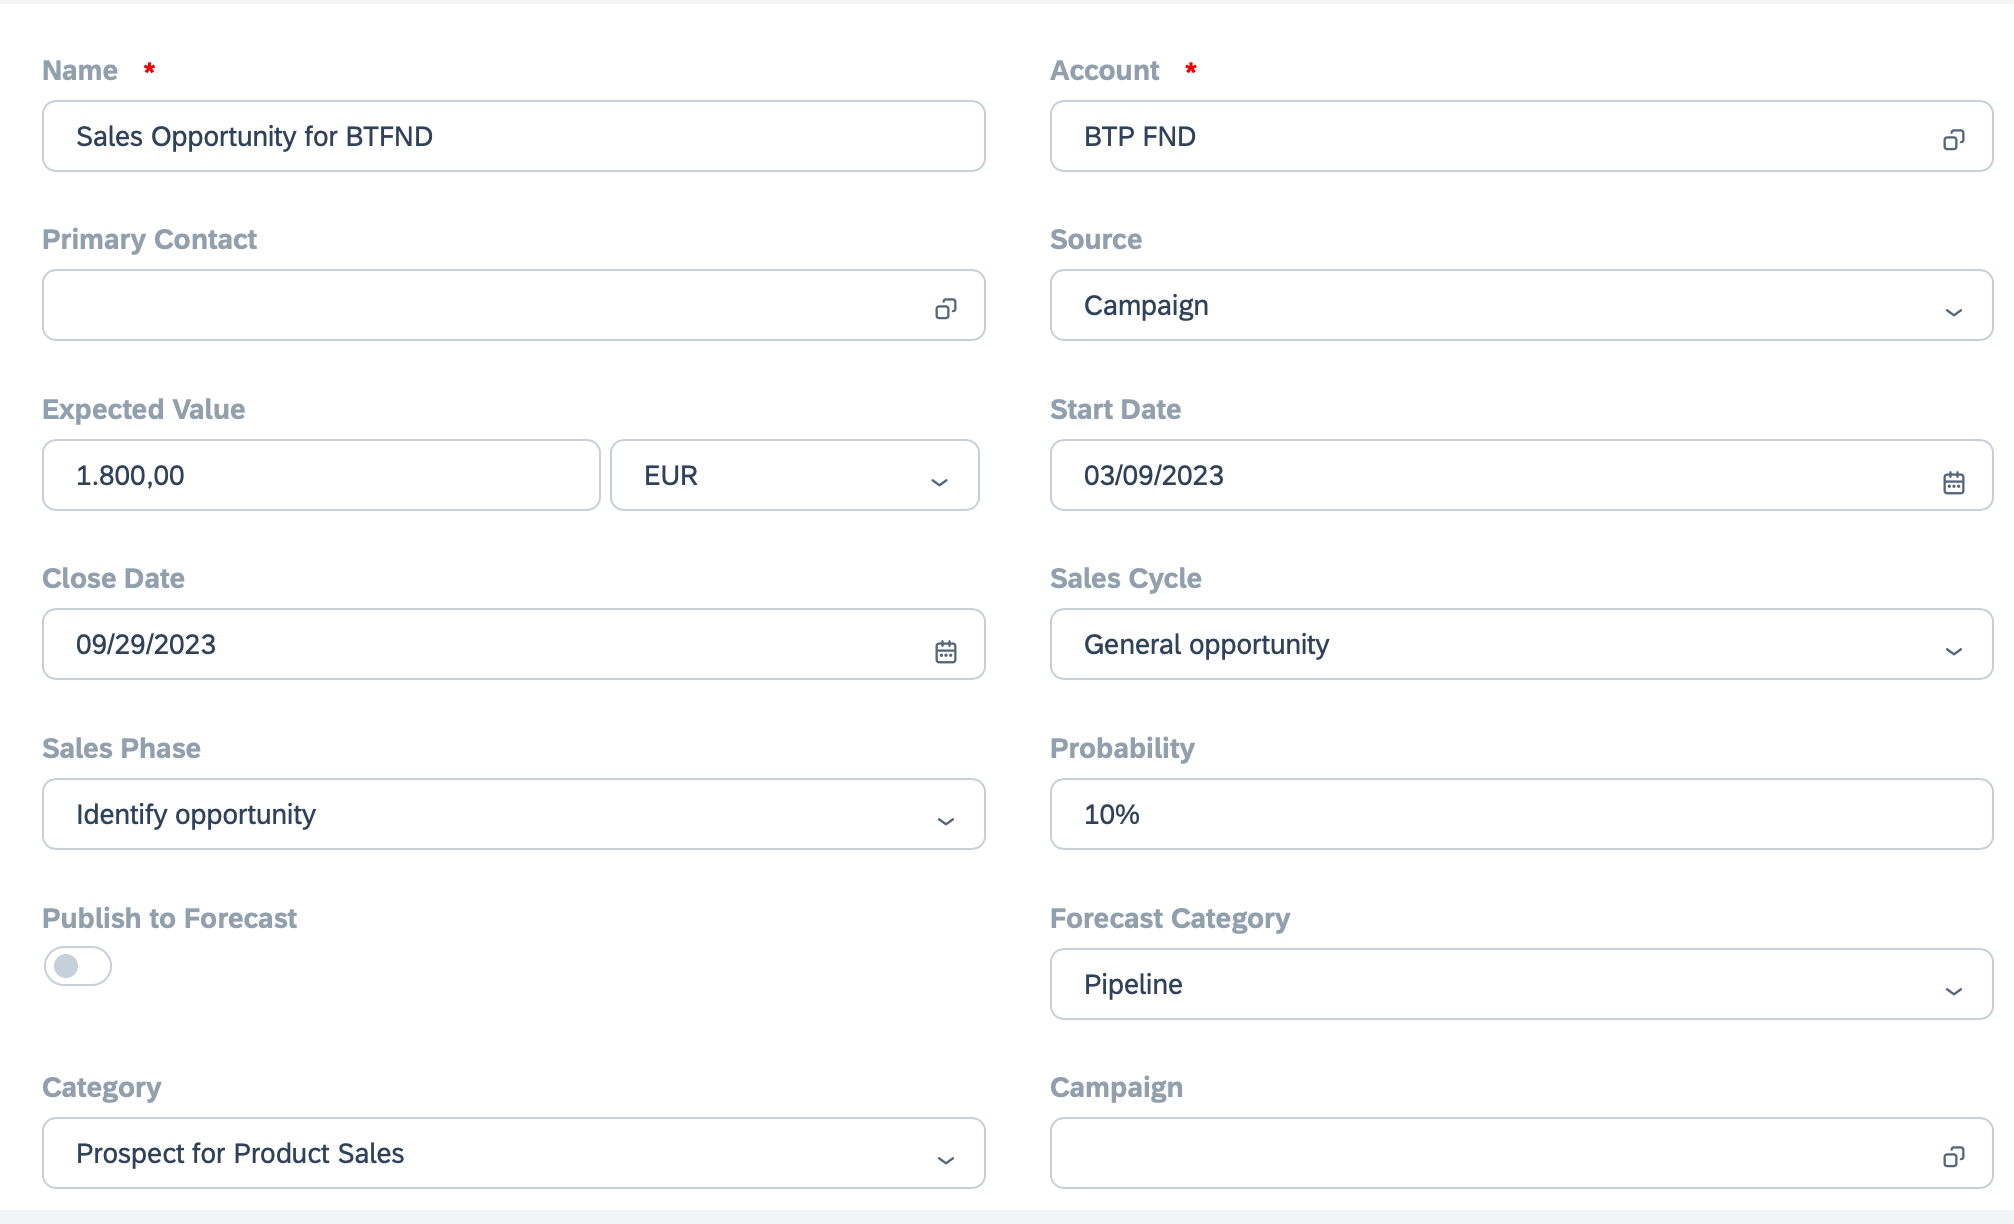 Name *
Account *
Sales Opportunity for BTFND
BTP FND
Primary Contact
Source
Campaign
Expected Value
Start Date
1.800,00
EUR
03/09/2023
Close Date
Sales Cycle
09/29/2023
General opportunity
Sales Phase
Probability
Identify opportunity
10%
Publish to Forecast
Forecast Category
Pipeline
Category
Campaign
Prospect for Product Sales